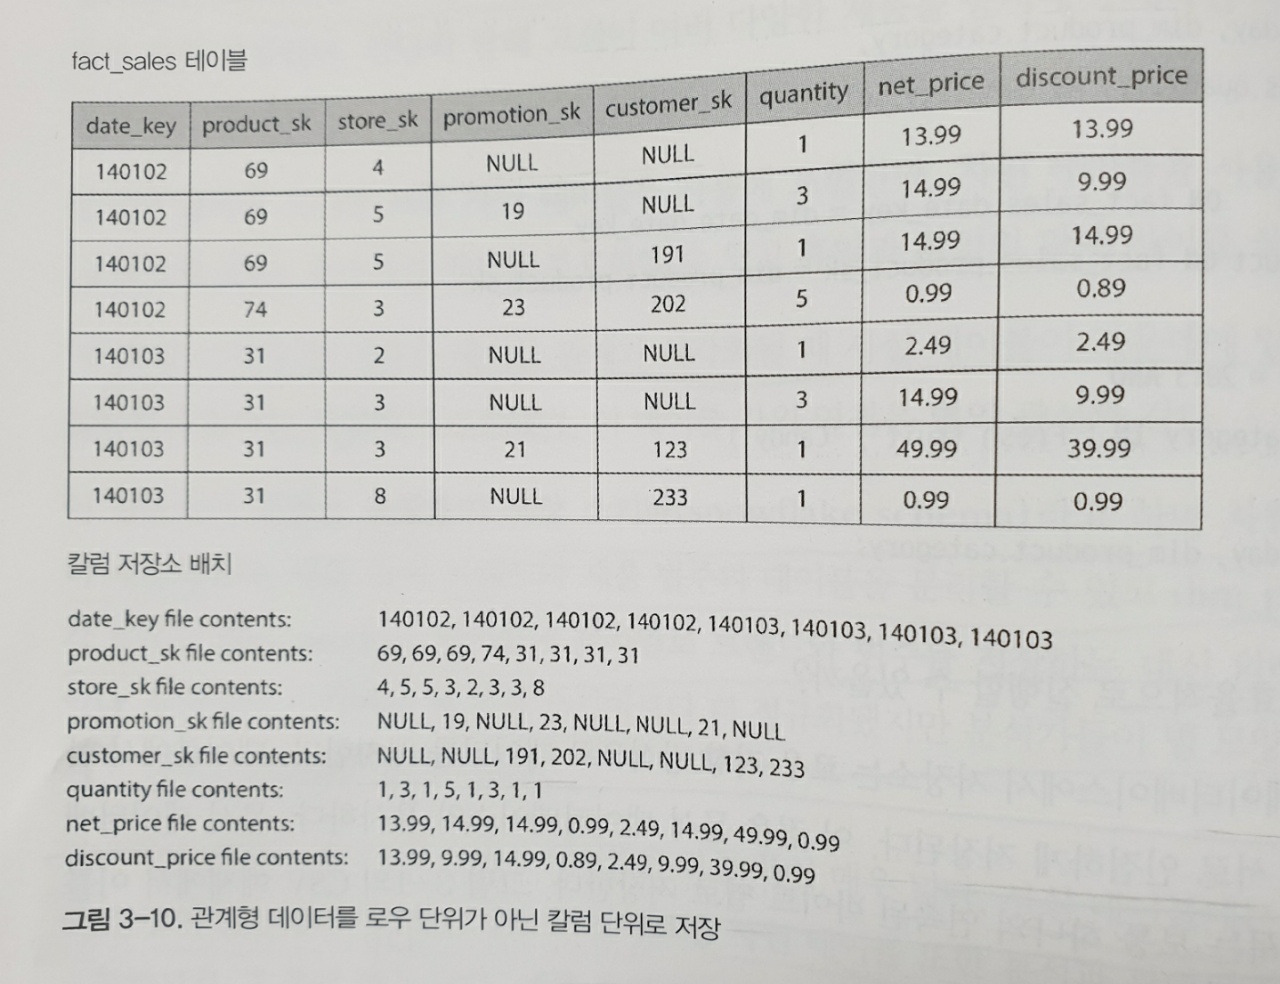 fact_sales 테이블
date_key product_sk store_sk promotion_sk customer_sk quantity net_price discount_price
140102 69 4 NULL NULL 1 13.99 13.99
140102 69 5 19 NULL 3 14.99 9.99
140102 69 5 NULL 191 1 14.99 14.99
140102 74 3 23 202 5 0.99 0.89
140103 31 2 NULL NULL 1 2.49 2.49
140103 31 3 NULL NULL 3 14.99 9.99
140103 31 3 21 123 1 49.99 39.99
140103 31 8 NULL 233 1 0.99 0.99
칼럼 저장소 배치
date_key file contents: 140102, 140102, 140102, 140102, 140103, 140103, 140103, 140103
product_sk file contents: 69, 69, 69, 74, 31, 31, 31, 31
store_sk file contents: 4, 5, 5, 3, 2, 3, 3, 8
promotion_sk file contents: NULL, 19, NULL, 23, NULL, NULL, 21, NULL
customer_sk file contents: NULL, NULL, 191, 202, NULL, NULL, 123, 233
quantity file contents: 1, 3, 1, 5, 1, 3, 1, 1
net_price file contents: 13.99, 14.99, 14.99, 0.99, 2.49, 14.99, 49.99, 0.99
discount_price file contents: 13.99, 9.99, 14.99, 0.89, 2.49, 9.99, 39.99, 0.99
그림 3-10. 관계형 데이터를 로우 단위가 아닌 칼럼 단위로 저장